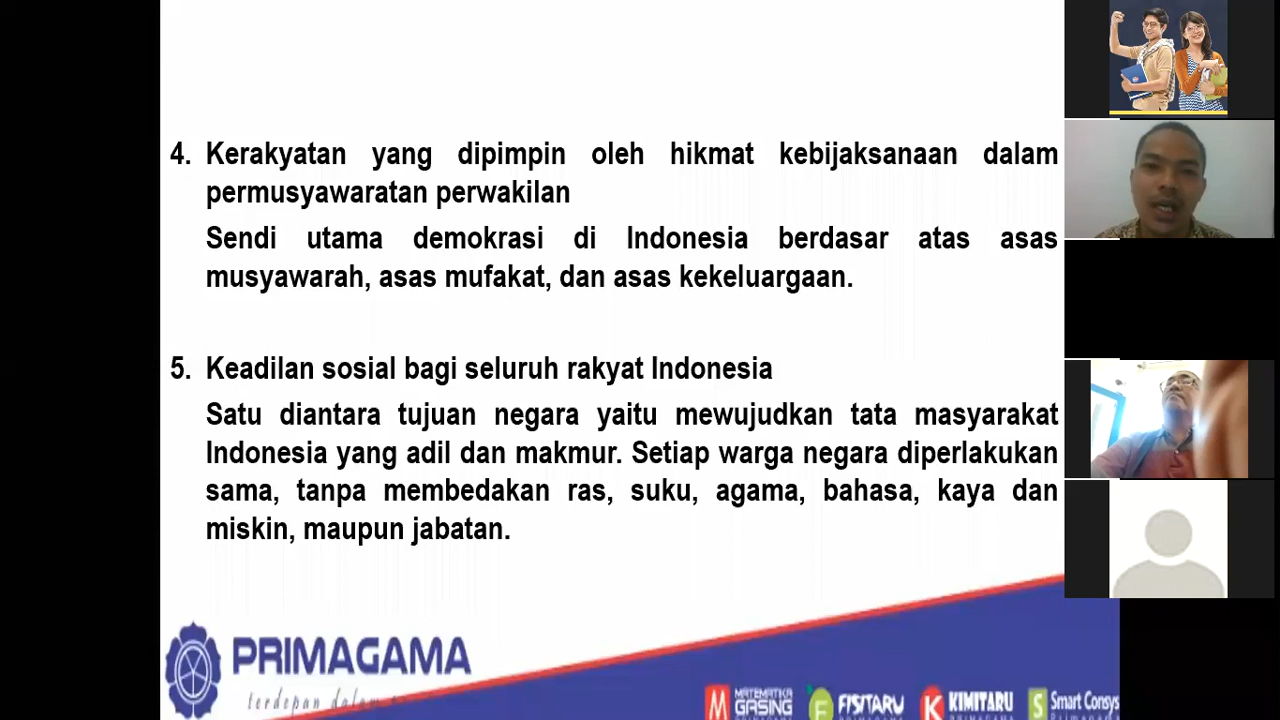 4. Kerakyatan yang dipimpin oleh hikmat kebijaksanaan dalam
permusyawaratan perwakilan
Sendi utama demokrasi di Indonesia berdasar atas asas
musyawarah, asas mufakat, dan asas kekeluargaan.
5. Keadilan sosial bagi seluruh rakyat Indonesia
Satu diantara tujuan negara yaitu mewujudkan tata masyarakat
Indonesia yang adil dan makmur. Setiap warga negara diperlakukan
sama, tanpa membedakan ras, suku, agama, bahasa, kaya dan
miskin, maupun jabatan.
PRIMAGAMA
terdepan dalam
M MATEMATIKA
GASING
F FISITARU
K KIMITARU
S Smart Consys